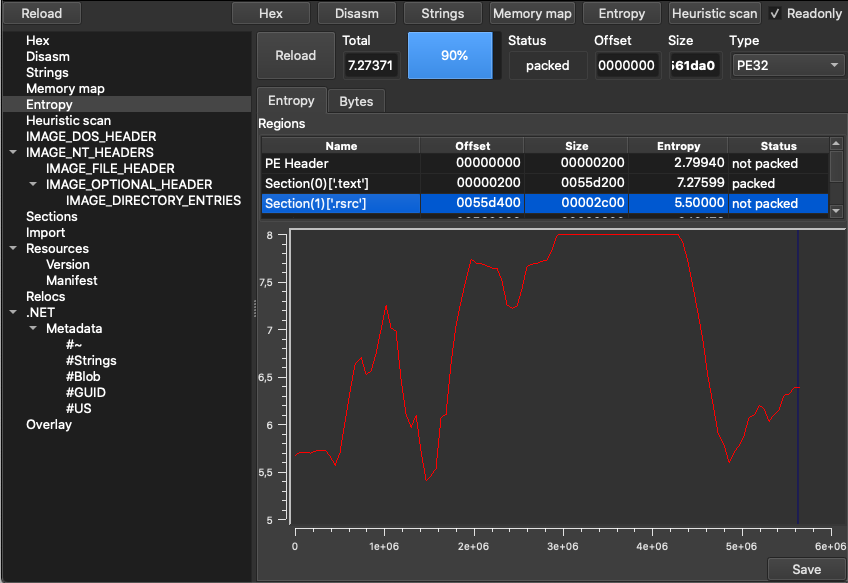 Reload Hex Disasm Strings Memory map Entropy Heuristic scan Readonly
Hex
Disasm
Strings
Memory map
Entropy
Heuristic scan
IMAGE_DOS_HEADER
IMAGE_NT_HEADERS
IMAGE_FILE_HEADER
IMAGE_OPTIONAL_HEADER
IMAGE_DIRECTORY_ENTRIES
Sections
Import
Resources
Version
Manifest
Relocs
.NET
Metadata
#~
#Strings
#Blob
#GUID
#US
Overlay
Total Status Offset Size Type
Reload 7.27371 90% packed 0000000 561da0 PE32
Entropy Bytes
Regions
Name Offset Size Entropy Status
PE Header 00000000 00000200 2.79940 not packed
Section(0)['.text'] 00000200 0055d200 7.27599 packed
Section(1)['.rsrc'] 0055d400 00002c00 5.50000 not packed
8
7,5
7
6,5
6
5,5
5
0 1e+06 2e+06 3e+06 4e+06 5e+06 6e+06
Save